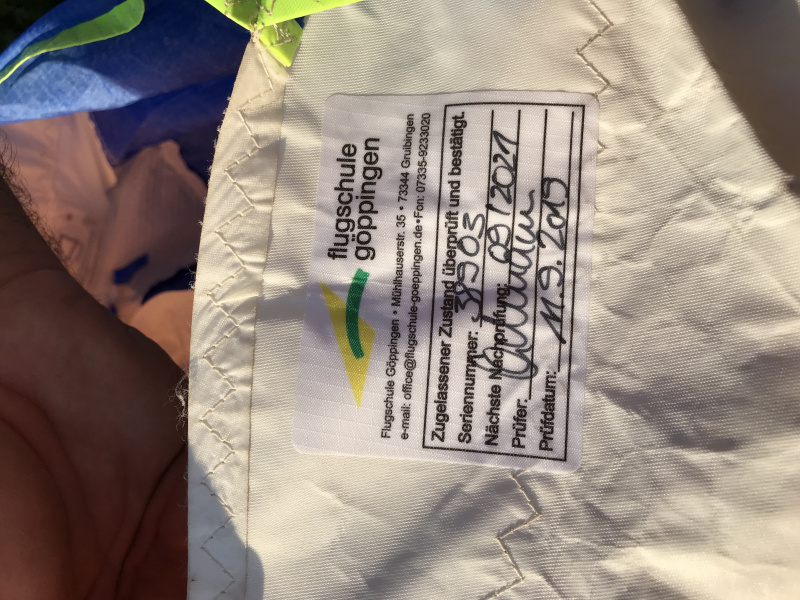 flugschule
göppingen
Flugschule Göppingen • Mühlhauserstr. 35 • 73344 Gruibingen
e-mail: office@flugschule-goeppingen.de•Fon: 07335-9233020
Zugelassener Zustand überprüft und bestätigt.
Seriennummer: 38903
Nächste Nachprüfung: 09/2021
Prüfer:
Prüfdatum: 11.9.2019